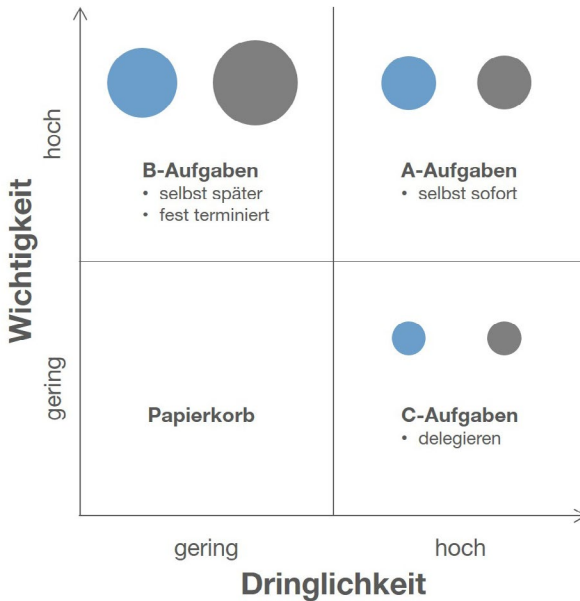 Wichtigkeit
hoch
gering
B-Aufgaben
• selbst später
• fest terminiert
A-Aufgaben
• selbst sofort
Papierkorb
C-Aufgaben
• delegieren
gering
hoch
Dringlichkeit